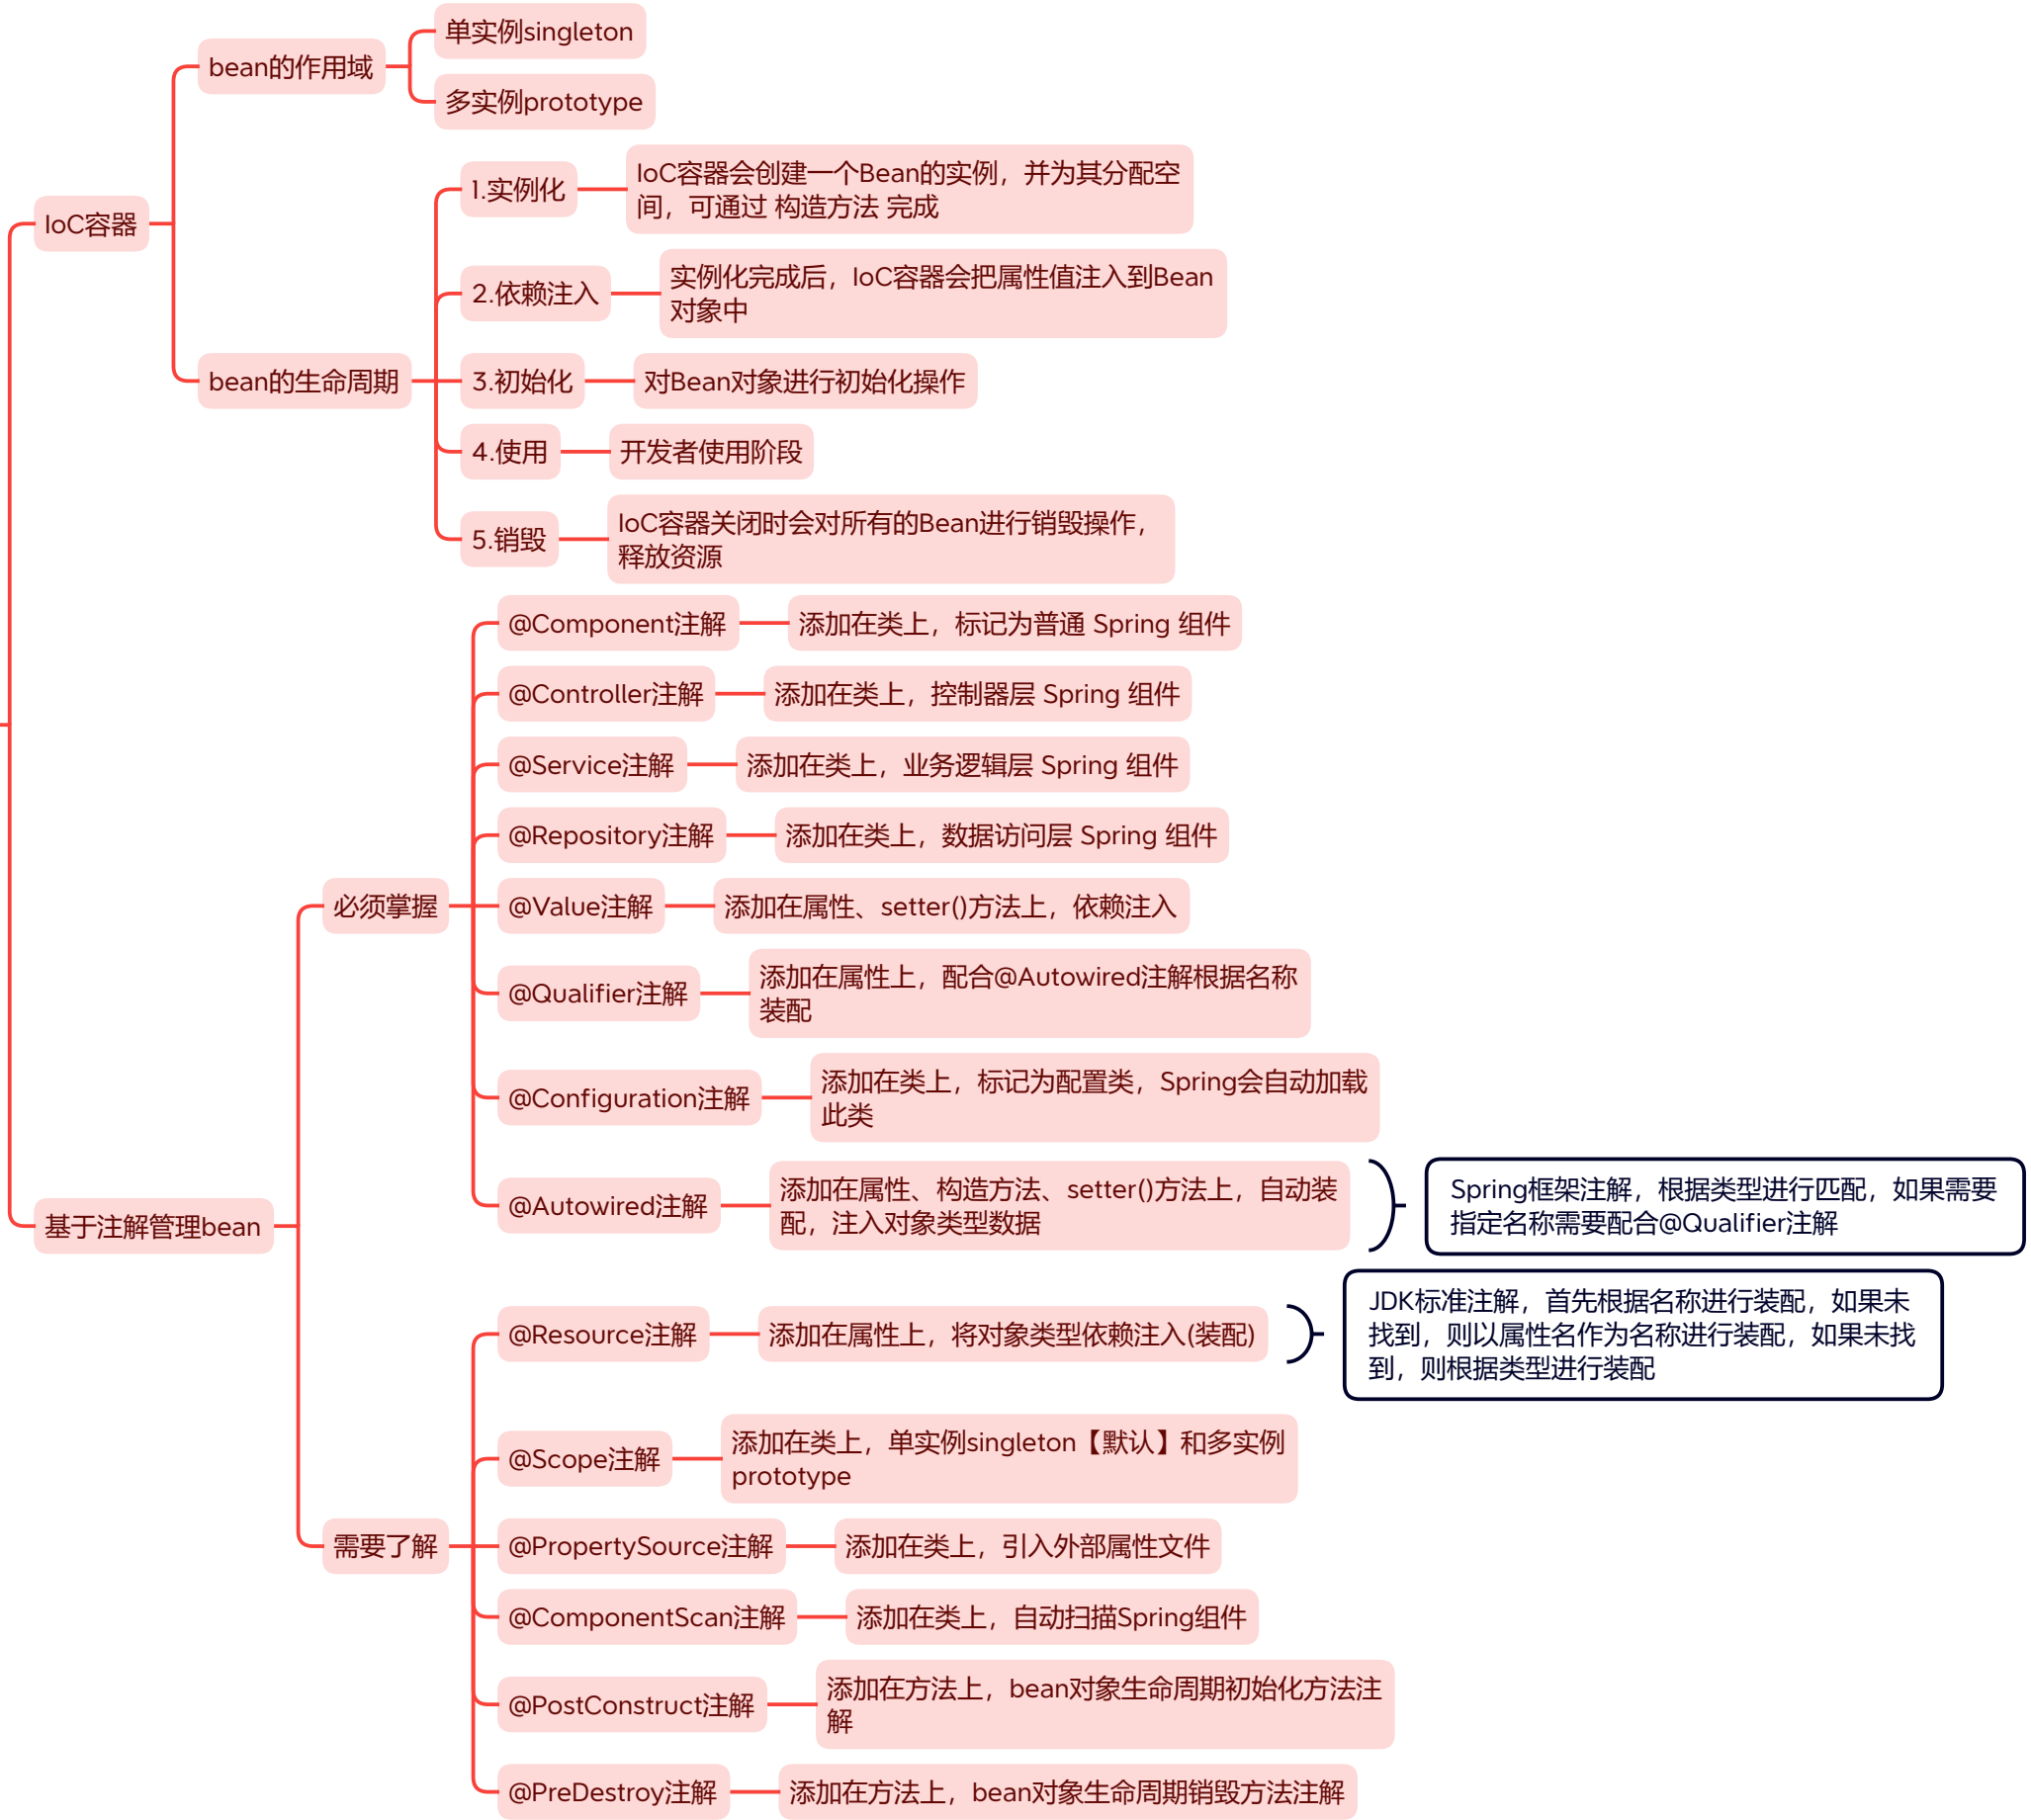 单实例singleton
bean的作用域
多实例prototype
IoC容器
bean的生命周期
1.实例化
IoC容器会创建一个Bean的实例，并为其分配空
间，可通过 构造方法 完成
2.依赖注入
实例化完成后，IoC容器会把属性值注入到Bean
对象中
3.初始化
对Bean对象进行初始化操作
4.使用
开发者使用阶段
5.销毁
IoC容器关闭时会对所有的Bean进行销毁操作，
释放资源
基于注解管理bean
必须掌握
@Component注解
添加在类上，标记为普通 Spring 组件
@Controller注解
添加在类上，控制器层 Spring 组件
@Service注解
添加在类上，业务逻辑层 Spring 组件
@Repository注解
添加在类上，数据访问层 Spring 组件
@Value注解
添加在属性、setter()方法上，依赖注入
@Qualifier注解
添加在属性上，配合@Autowired注解根据名称
装配
@Configuration注解
添加在类上，标记为配置类，Spring会自动加载
此类
@Autowired注解
添加在属性、构造方法、setter()方法上，自动装
配，注入对象类型数据
Spring框架注解，根据类型进行匹配，如果需要
指定名称需要配合@Qualifier注解
需要了解
@Resource注解
添加在属性上，将对象类型依赖注入(装配)
JDK标准注解，首先根据名称进行装配，如果未
找到，则以属性名作为名称进行装配，如果未找
到，则根据类型进行装配
@Scope注解
添加在类上，单实例singleton【默认】和多实例
prototype
@PropertySource注解
添加在类上，引入外部属性文件
@ComponentScan注解
添加在类上，自动扫描Spring组件
@PostConstruct注解
添加在方法上，bean对象生命周期初始化方法注
解
@PreDestroy注解
添加在方法上，bean对象生命周期销毁方法注解